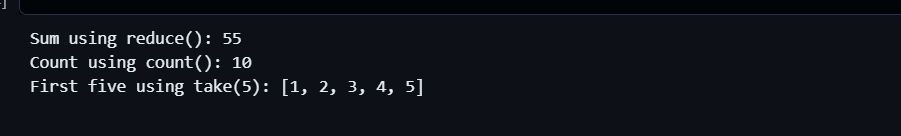 Sum using reduce(): 55
Count using count(): 10
First five using take(5): [1, 2, 3, 4, 5]